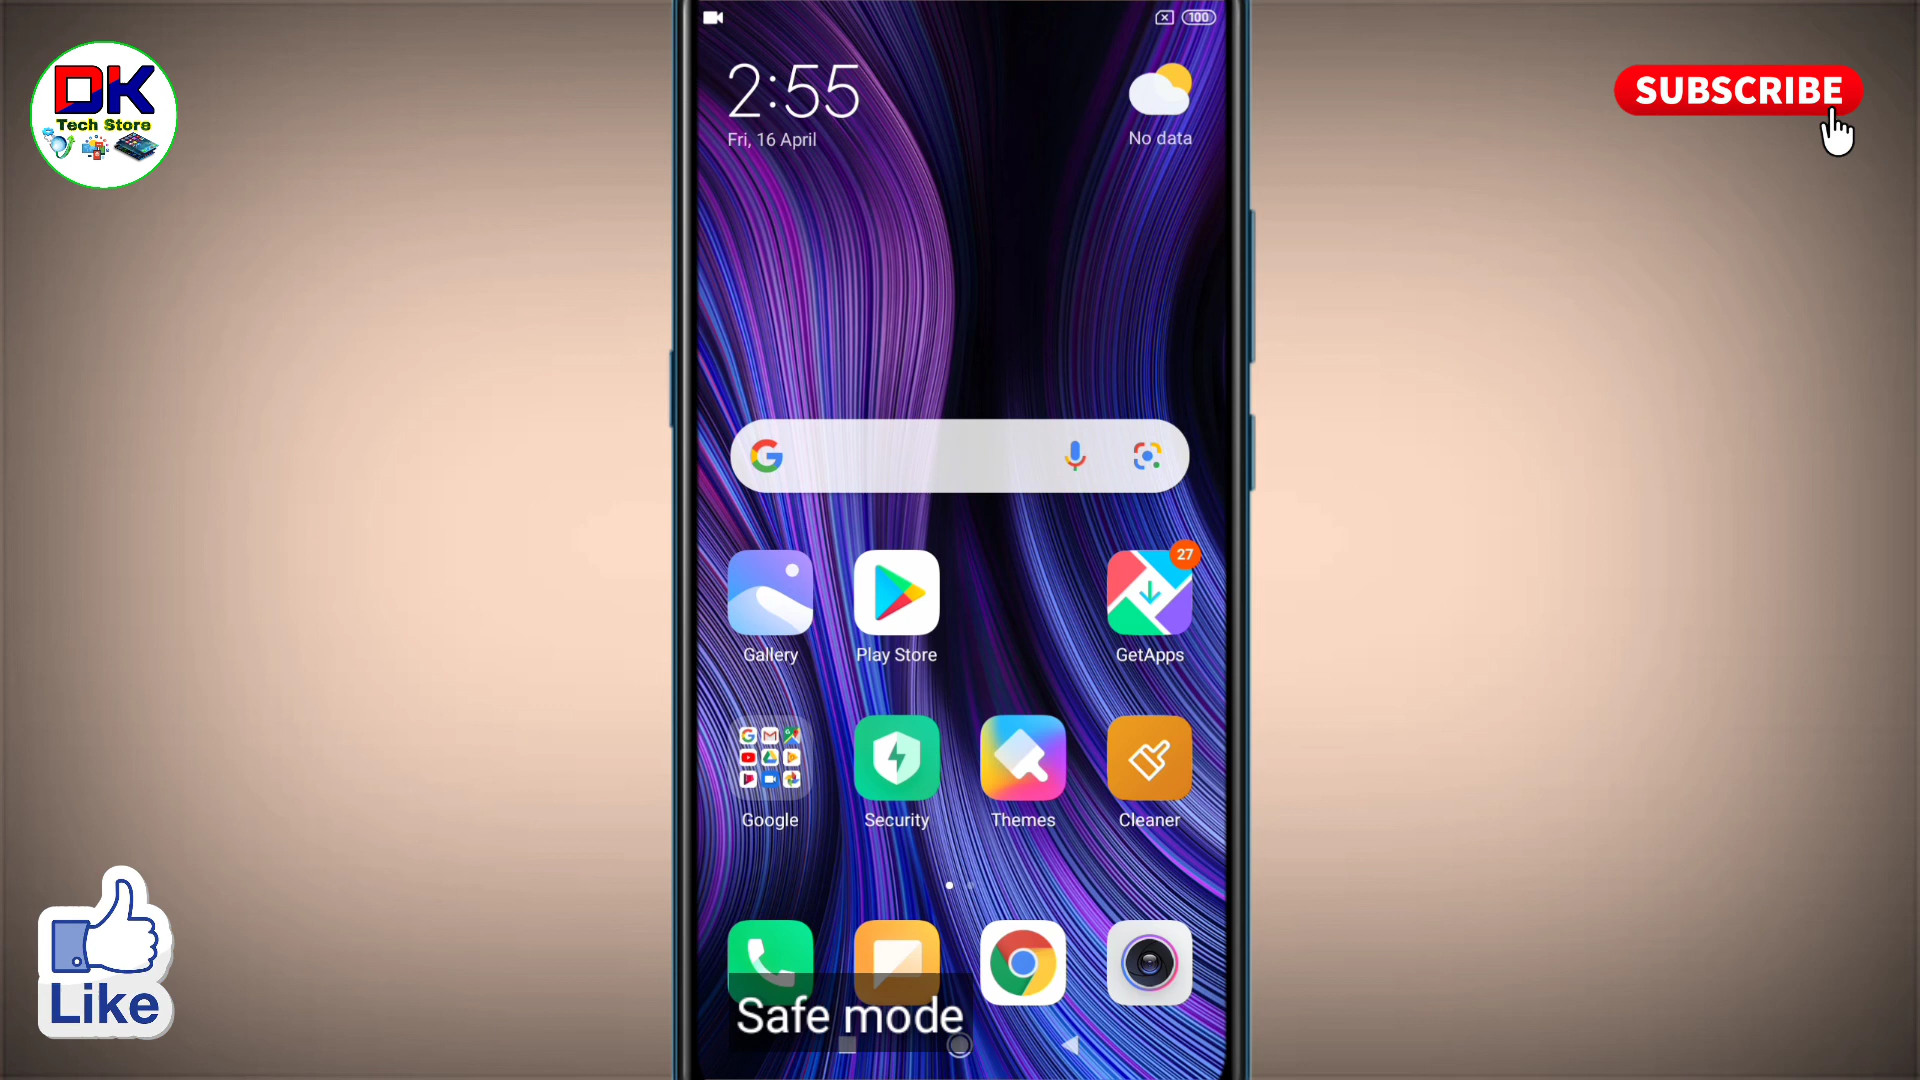 DK
Tech Store
SUBSCRIBE
100
2:55
Fri, 16 April
No data
27
Gallery
Play Store
GetApps
Google
Security
Themes
Cleaner
Safe mode
Like